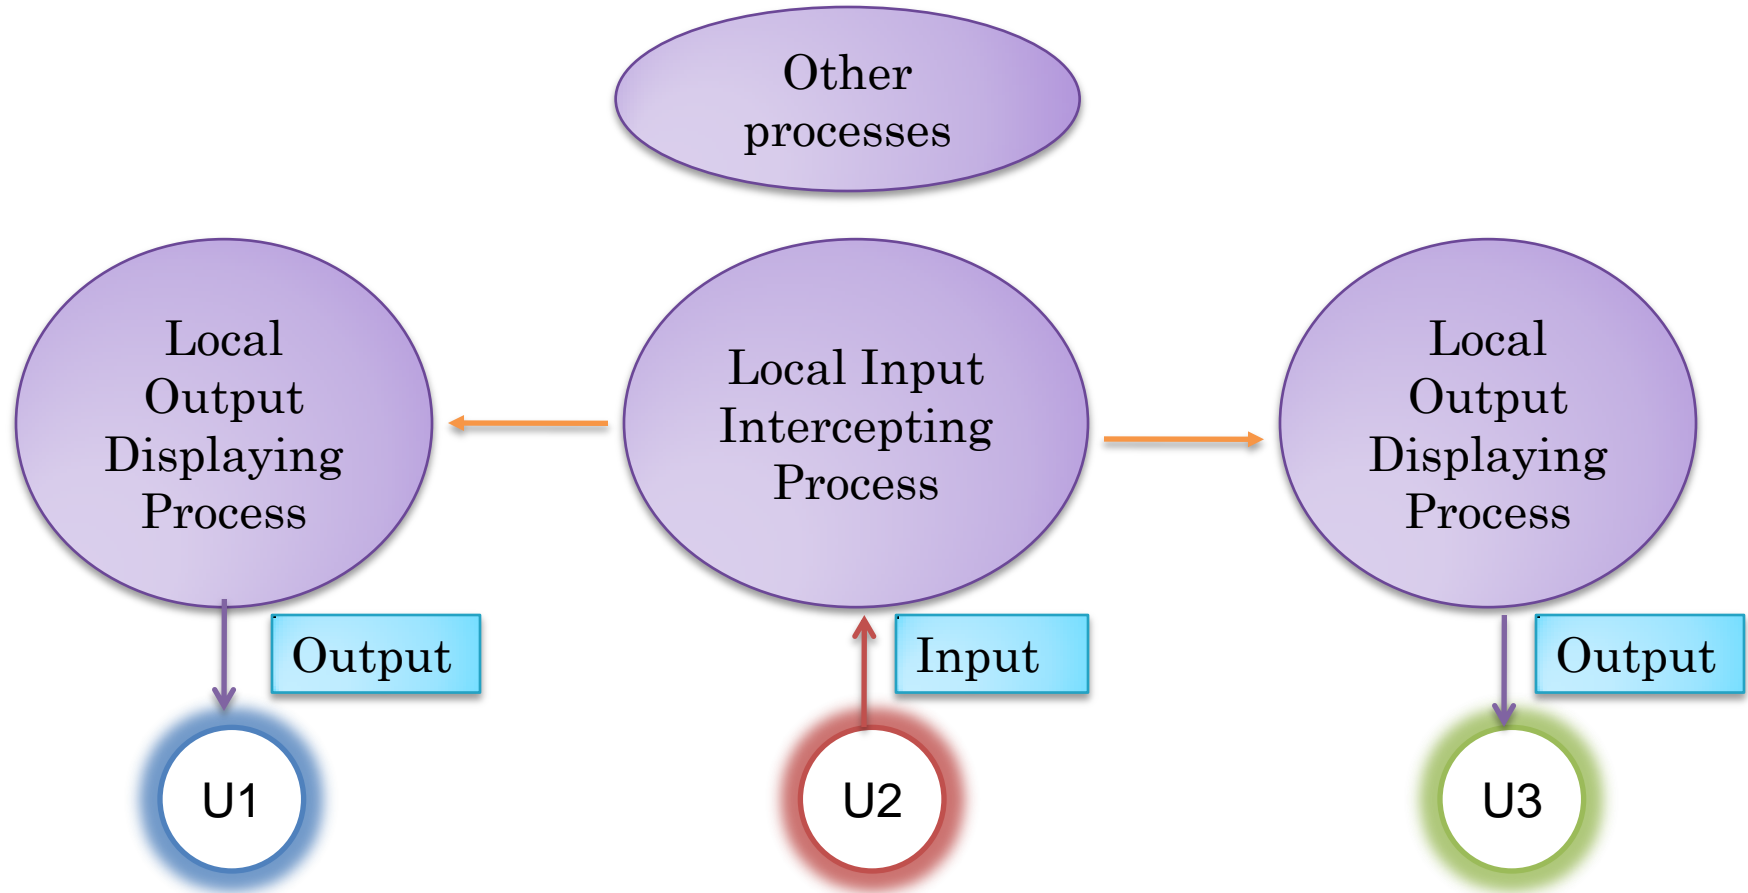 Other
processes
Local
Output
Displaying
Process
Local Input
Intercepting
Process
Local
Output
Displaying
Process
Output
Input
Output
U1
U2
U3